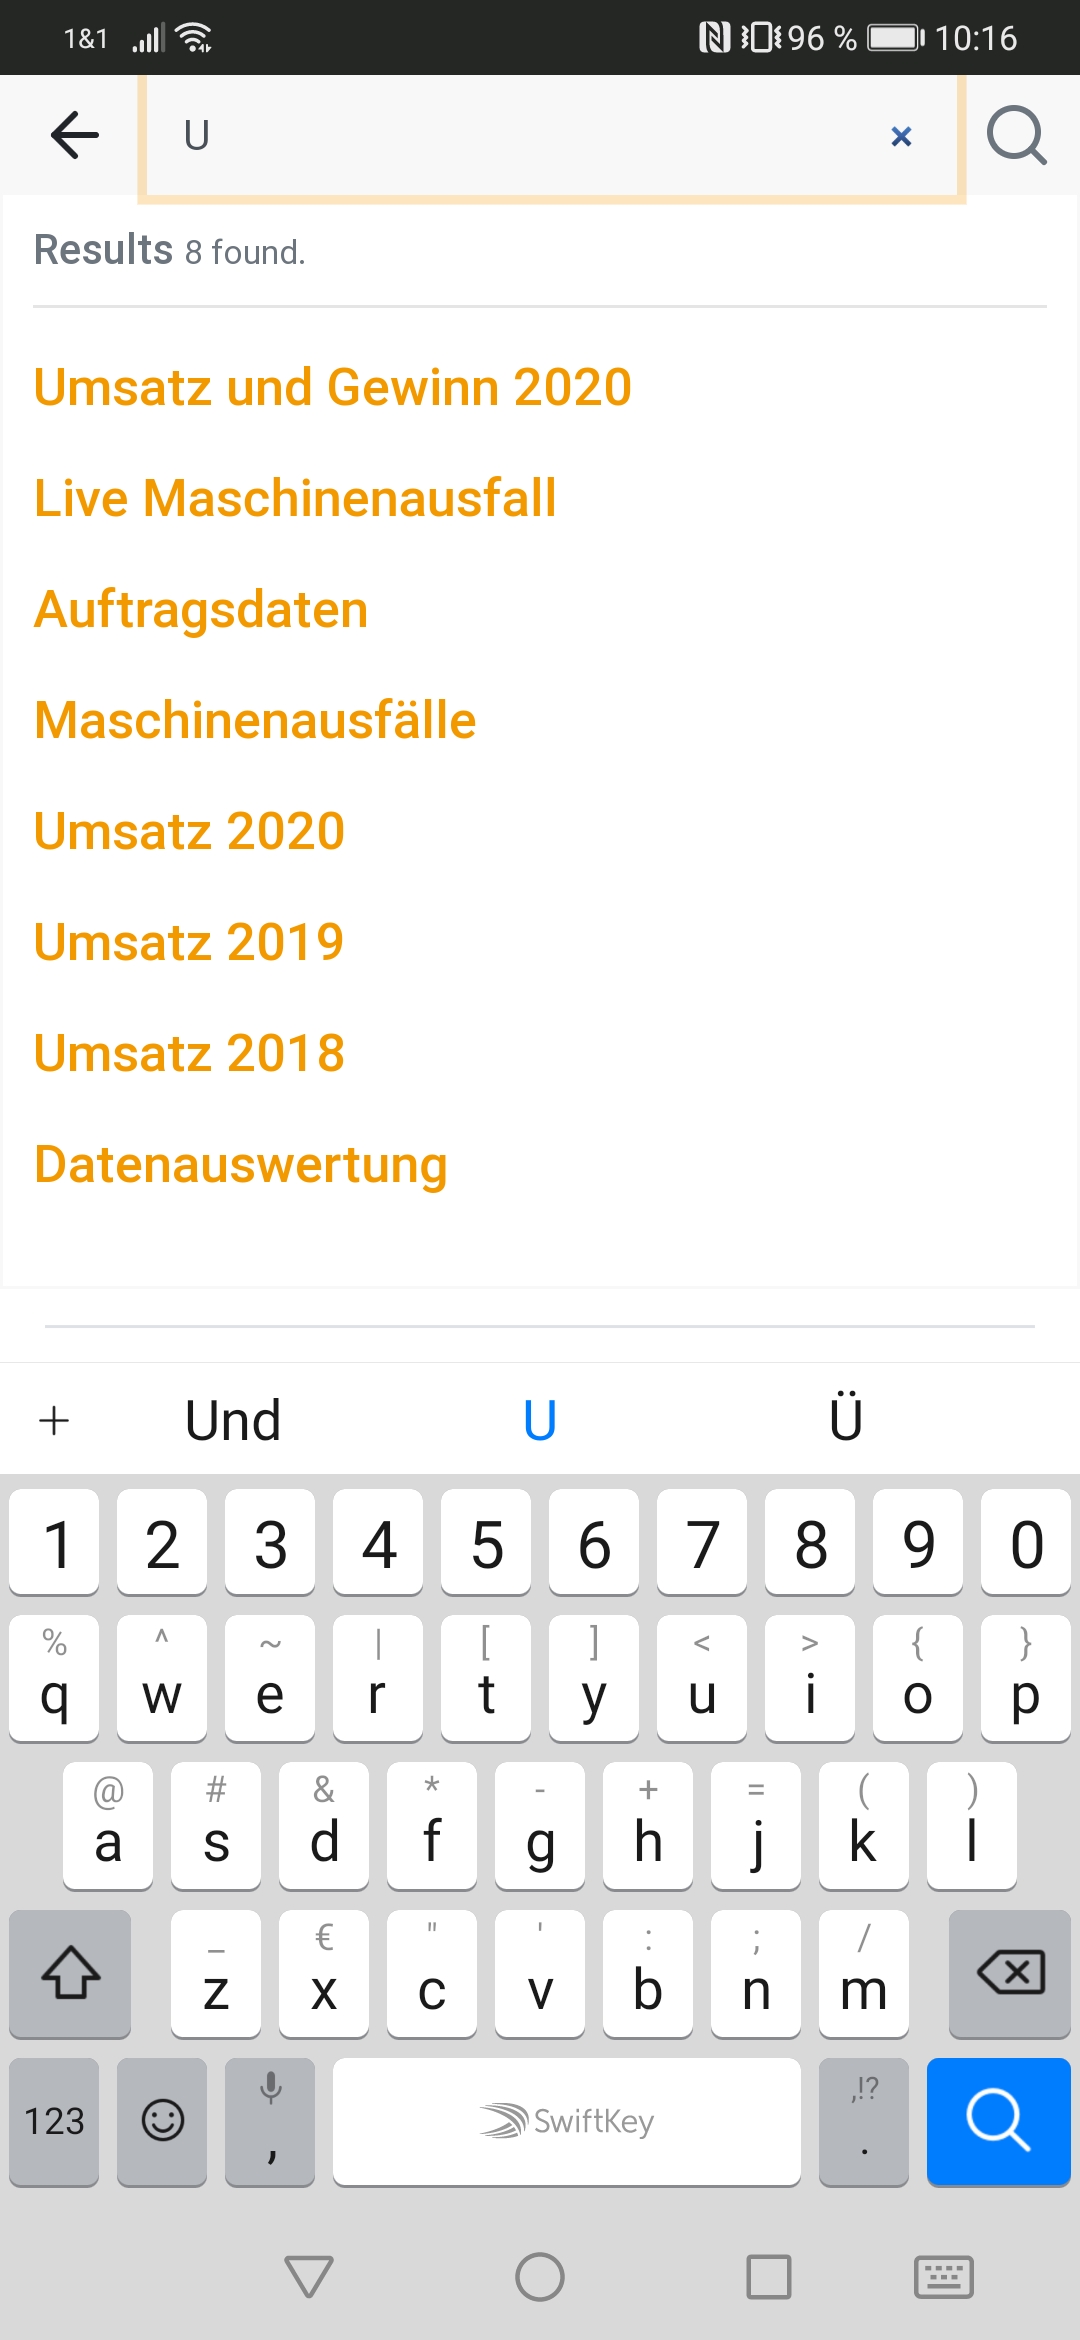 1&1 96 % 10:16
U ×
Results 8 found.
Umsatz und Gewinn 2020
Live Maschinenausfall
Auftragsdaten
Maschinenausfälle
Umsatz 2020
Umsatz 2019
Umsatz 2018
Datenauswertung
+ Und U Ü
1 2 3 4 5 6 7 8 9 0
% ^ ~ | [ ] < > { }
q w e r t y u i o p
@ # & * - + = ( )
a s d f g h j k l
_ € " ' : ; /
z x c v b n m
123 , SwiftKey ,!? .